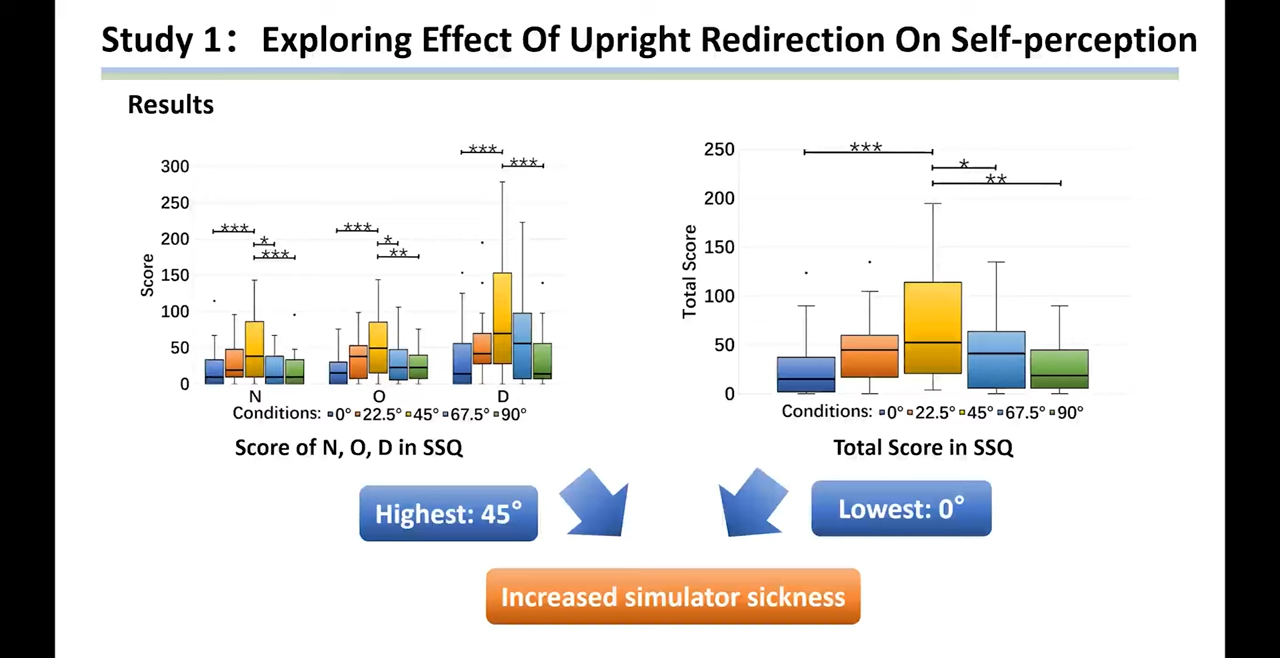 Study 1: Exploring Effect Of Upright Redirection On Self-perception
Results
***
***
300
250
200
150
100
50
0
Score
***
*
***
***
*
**
N
O
D
Conditions: 0° 22.5° 45° 67.5° 90°
Score of N, O, D in SSQ
250
200
150
100
50
0
Total Score
***
*
**
Conditions: 0° 22.5° 45° 67.5° 90°
Total Score in SSQ
Highest: 45°
Lowest: 0°
Increased simulator sickness